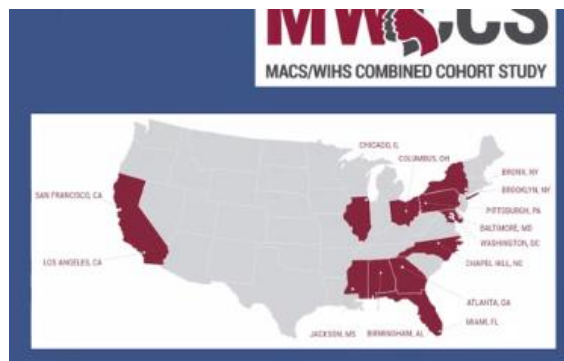 MWCCS
MACS/WIHS COMBINED COHORT STUDY
CHICAGO, IL
COLUMBUS, OH
BRONX, NY
BROOKLYN, NY
SAN FRANCISCO, CA
PITTSBURGH, PA
BALTIMORE, MD
WASHINGTON, DC
LOS ANGELES, CA
CHAPEL HILL, NC
ATLANTA, GA
MIAMI, FL
JACKSON, MS
BIRMINGHAM, AL